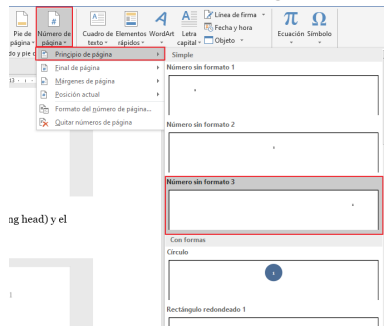 Pie de página
Número de página
Cuadro de texto
Elementos rápidos
WordArt
Letra capital
Línea de firma
Fecha y hora
Objeto
Ecuación
Símbolo
do y pie d
Principio de página
Final de página
Márgenes de página
Posición actual
Formato del número de página...
Quitar números de página
Simple
Número sin formato 1
Número sin formato 2
Número sin formato 3
Con formas
Círculo
Rectángulo redondeado 1
ng head) y el